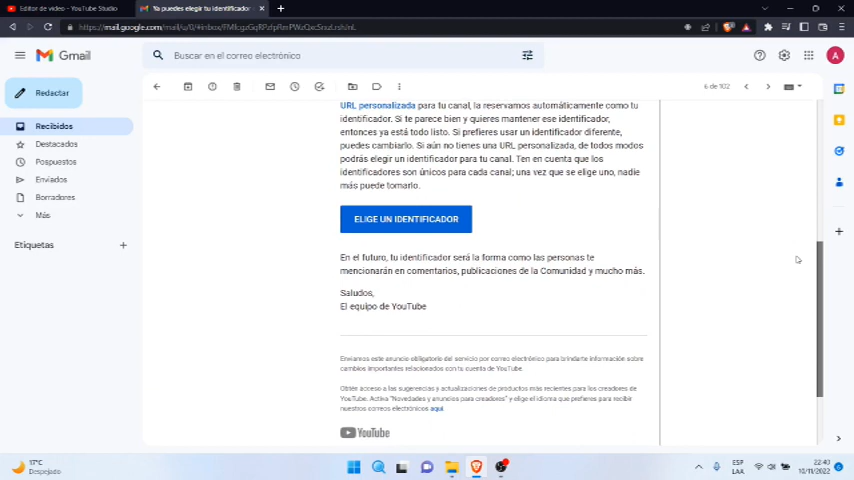 Editor de video - YouTube Studio
Ya puedes elegir tu identificador
Gmail
Buscar en el correo electrónico
A
Redactar
6 de 102
Recibidos
Destacados
Pospuestos
Enviados
Borradores
Más
Etiquetas
URL personalizada para tu canal, la reservamos automáticamente como tu
identificador. Si te parece bien y quieres mantener ese identificador,
entonces ya está todo listo. Si prefieres usar un identificador diferente,
puedes cambiarlo. Si aún no tienes una URL personalizada, de todos modos
podrás elegir un identificador para tu canal. Ten en cuenta que los
identificadores son únicos para cada canal; una vez que se elige uno, nadie
más puede tomarlo.
ELIGE UN IDENTIFICADOR
En el futuro, tu identificador será la forma como las personas te
mencionarán en comentarios, publicaciones de la Comunidad y mucho más.
Saludos,
El equipo de YouTube
Enviamos este anuncio obligatorio del servicio por correo electrónico para brindarte información sobre
cambios importantes relacionados con tu cuenta de YouTube.
Obtén acceso a las sugerencias y actualizaciones de productos más recientes para los creadores de
YouTube. Activa "Novedades y anuncios para creadores" y elige el idioma que prefieres para recibir
nuestros correos electrónicos aquí.
YouTube
17°C
Despejado
ESP
LAA
22:40
10/11/2022